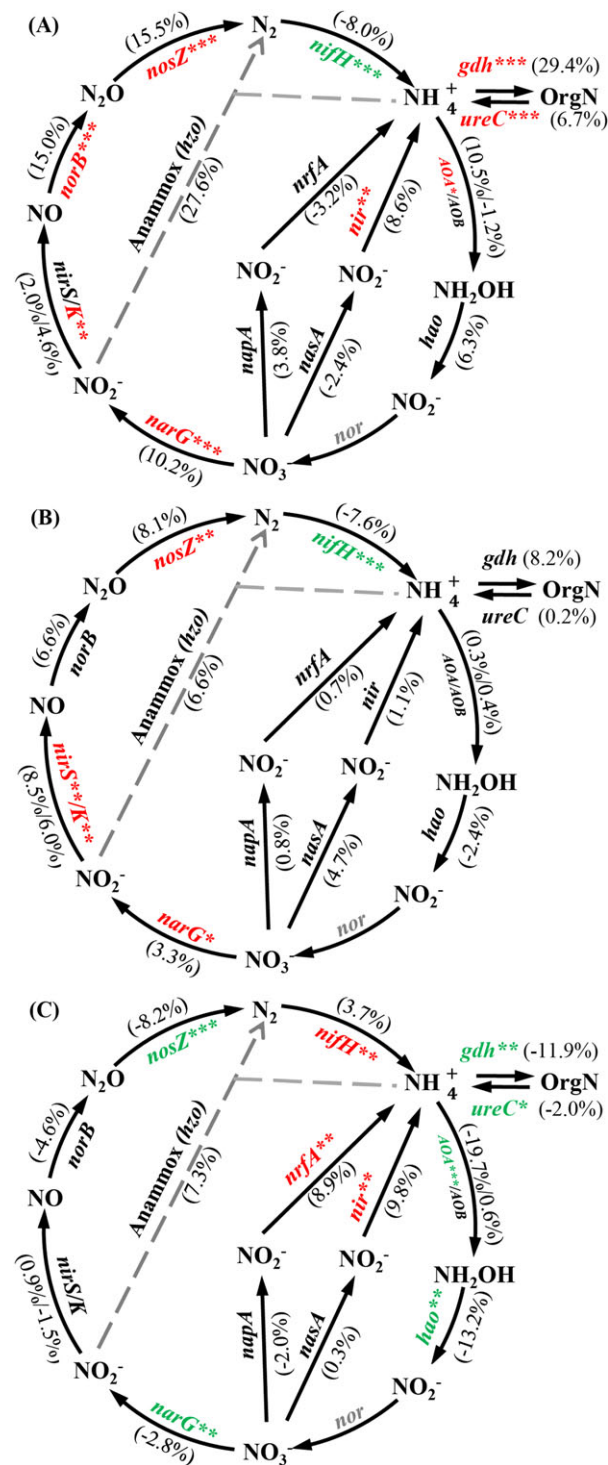 (A)
(15.5%) N₂ (-8.0%)
nosZ*** nifH***
gdh*** (29.4%)
N₂O NH₄⁺ OrgN
ureC*** (6.7%)
(15.0%) norB***
Anammox (hzo) (27.6%)
nrfA (-3.2%)
nir** (8.6%)
AOA*/AOB (10.5%/-1.2%)
NO
NO₂⁻ NO₂⁻ NH₂OH
nirS/K** (2.0%/4.6%)
napA (3.8%)
nasA (-2.4%)
hao (6.3%)
NO₂⁻ NO₂⁻
narG*** nor
(10.2%) NO₃⁻
(B)
(8.1%) N₂ (-7.6%)
nosZ** nifH***
gdh (8.2%)
N₂O NH₄⁺ OrgN
ureC (0.2%)
(6.6%) norB
Anammox (hzo) (6.6%)
nrfA (0.7%)
nir (1.1%)
AOA/AOB (0.3%/0.4%)
NO
NO₂⁻ NO₂⁻ NH₂OH
nirS**/K** (8.5%/6.0%)
napA (0.8%)
nasA (4.7%)
hao (-2.4%)
NO₂⁻ NO₂⁻
narG* nor
(3.3%) NO₃⁻
(C)
(-8.2%) N₂ (3.7%)
nosZ*** nifH**
gdh** (-11.9%)
N₂O NH₄⁺ OrgN
ureC* (-2.0%)
(-4.6%) norB
Anammox (hzo) (7.3%)
nrfA** (8.9%)
nir** (9.8%)
AOA***/AOB (-19.7%/0.6%)
NO
NO₂⁻ NO₂⁻ NH₂OH
nirS/K (0.9%/-1.5%)
napA (-2.0%)
nasA (0.3%)
hao** (-13.2%)
NO₂⁻ NO₂⁻
narG** nor
(-2.8%) NO₃⁻